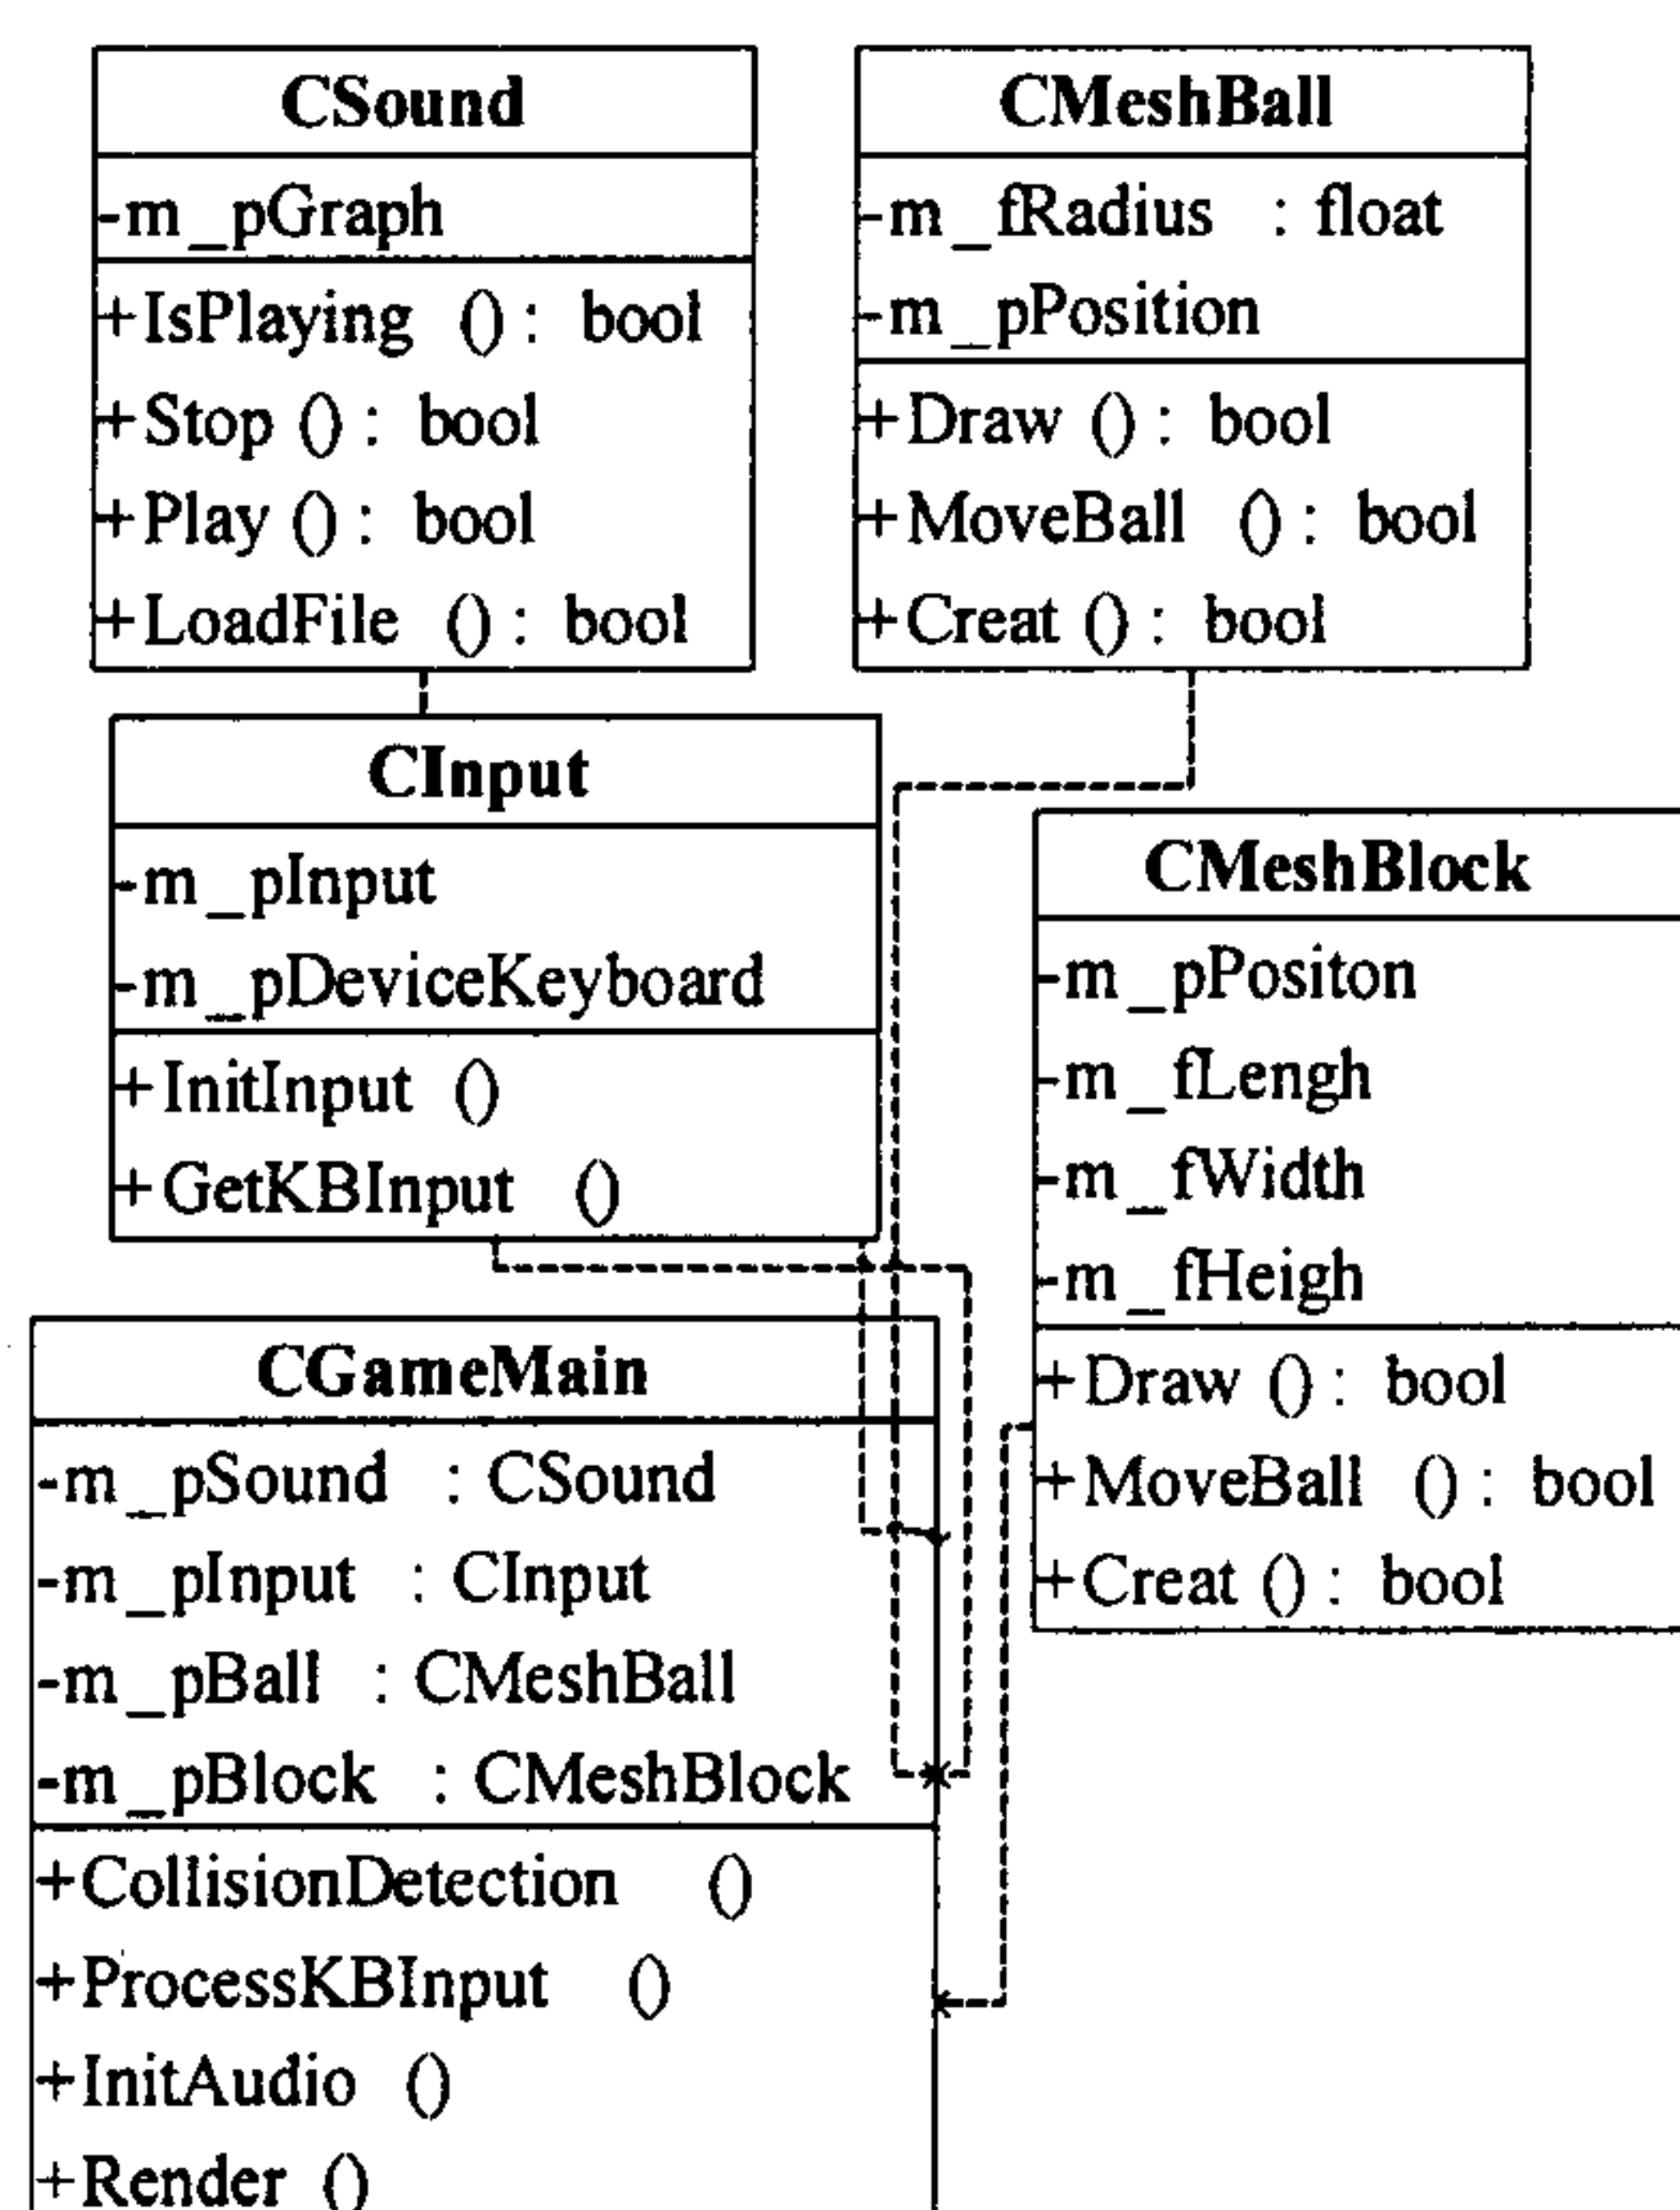 CSound
-m_pGraph
+IsPlaying (): bool
+Stop (): bool
+Play (): bool
+LoadFile (): bool
CMeshBall
-m_fRadius : float
-m_pPosition
+Draw (): bool
+MoveBall (): bool
+Creat (): bool
CInput
-m_pInput
-m_pDeviceKeyboard
+InitInput ()
+GetKBInput ()
CMeshBlock
-m_pPositon
-m_fLengh
-m_fWidth
-m_fHeigh
+Draw (): bool
+MoveBall (): bool
+Creat (): bool
CGameMain
-m_pSound : CSound
-m_pInput : CInput
-m_pBall : CMeshBall
-m_pBlock : CMeshBlock
+CollisionDetection ()
+ProcessKBInput ()
+InitAudio ()
+Render ()